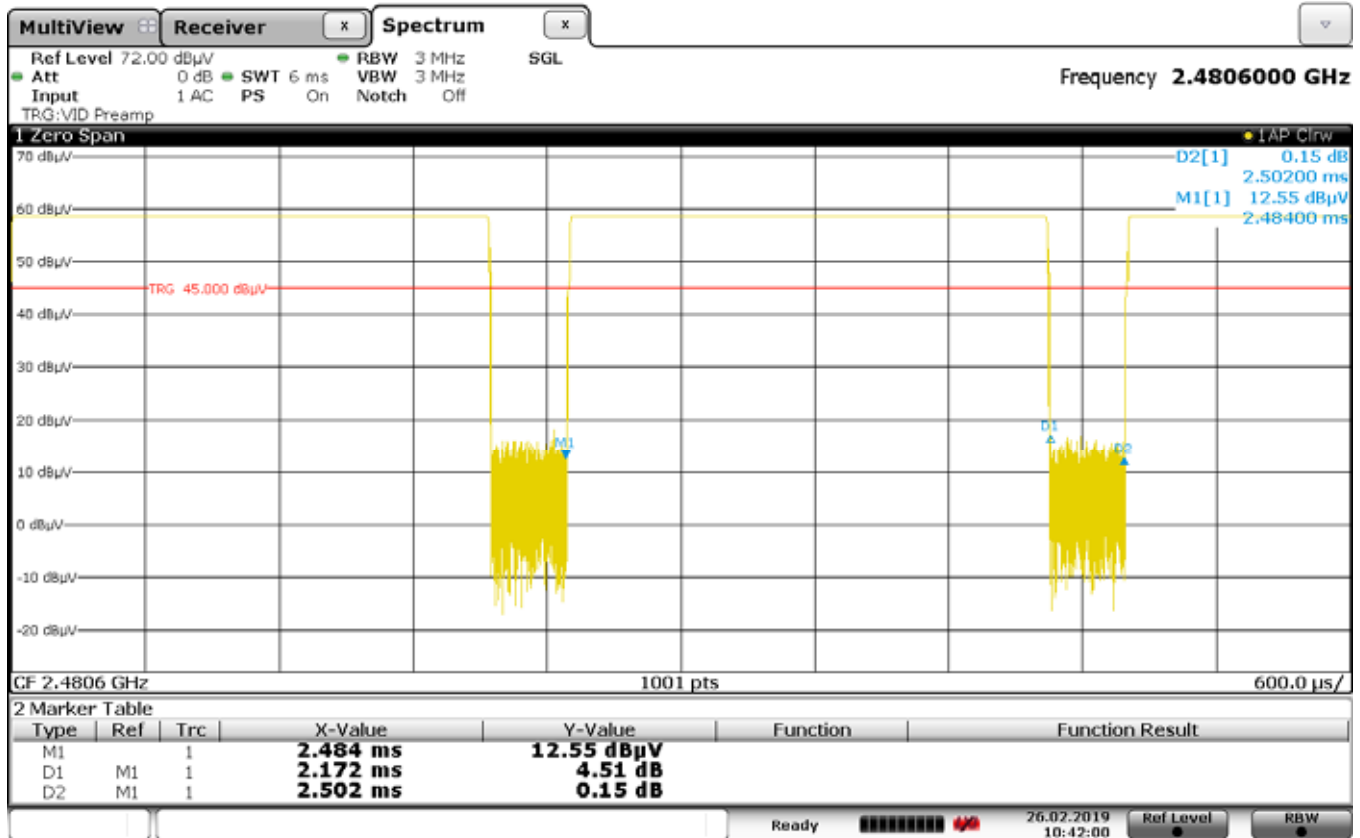 MultiView Receiver x Spectrum x
Ref Level 72.00 dBµV RBW 3 MHz SGL
Att 0 dB SWT 6 ms VBW 3 MHz Frequency 2.4806000 GHz
Input 1 AC PS On Notch Off
TRG:VID Preamp
1 Zero Span 1AP Clrw
70 dBµV D2[1] 0.15 dB
2.50200 ms
M1[1] 12.55 dBµV
60 dBµV 2.48400 ms
50 dBµV
TRG 45.000 dBµV
40 dBµV
30 dBµV
20 dBµV
D1
M1 D2
10 dBµV
0 dBµV
-10 dBµV
-20 dBµV
CF 2.4806 GHz 1001 pts 600.0 µs/
2 Marker Table
Type Ref Trc X-Value Y-Value Function Function Result
M1 1 2.484 ms 12.55 dBµV
D1 M1 1 2.172 ms 4.51 dB
D2 M1 1 2.502 ms 0.15 dB
Ready 26.02.2019 Ref Level RBW
10:42:00